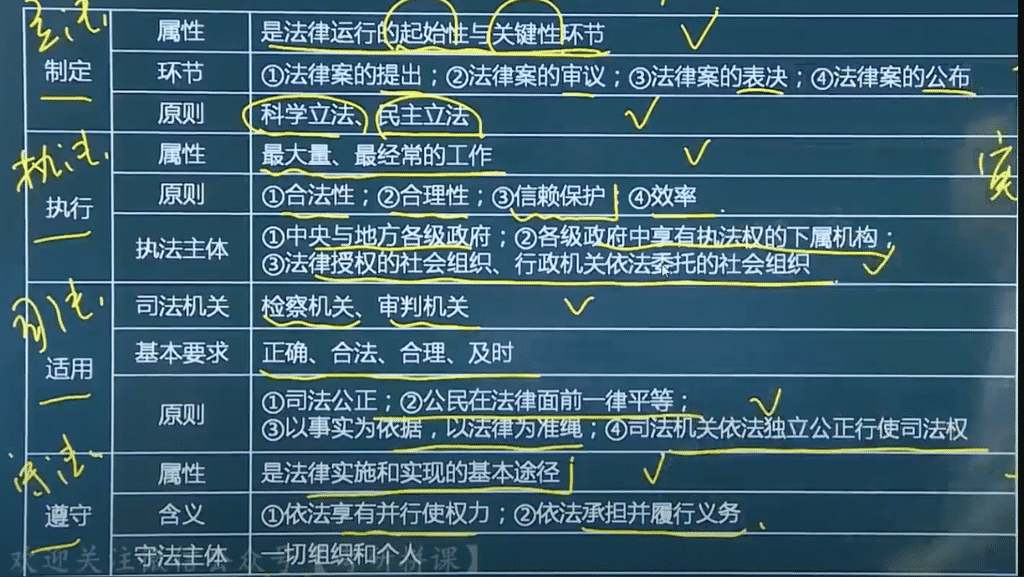 立法.
制定
属性 是法律运行的起始性与关键性环节
环节 ①法律案的提出；②法律案的审议；③法律案的表决；④法律案的公布
原则 科学立法、民主立法
执法.
执行
属性 最大量、最经常的工作
原则 ①合法性；②合理性；③信赖保护 ④效率
执法主体 ①中央与地方各级政府；②各级政府中享有执法权的下属机构；
③法律授权的社会组织、行政机关依法委托的社会组织
司法.
适用
司法机关 检察机关、审判机关
基本要求 正确、合法、合理、及时
原则 ①司法公正；②公民在法律面前一律平等；
③以事实为依据，以法律为准绳；④司法机关依法独立公正行使司法权
守法.
遵守
属性 是法律实施和实现的基本途径
含义 ①依法享有并行使权力；②依法承担并履行义务
守法主体 一切组织和个人
欢迎关注